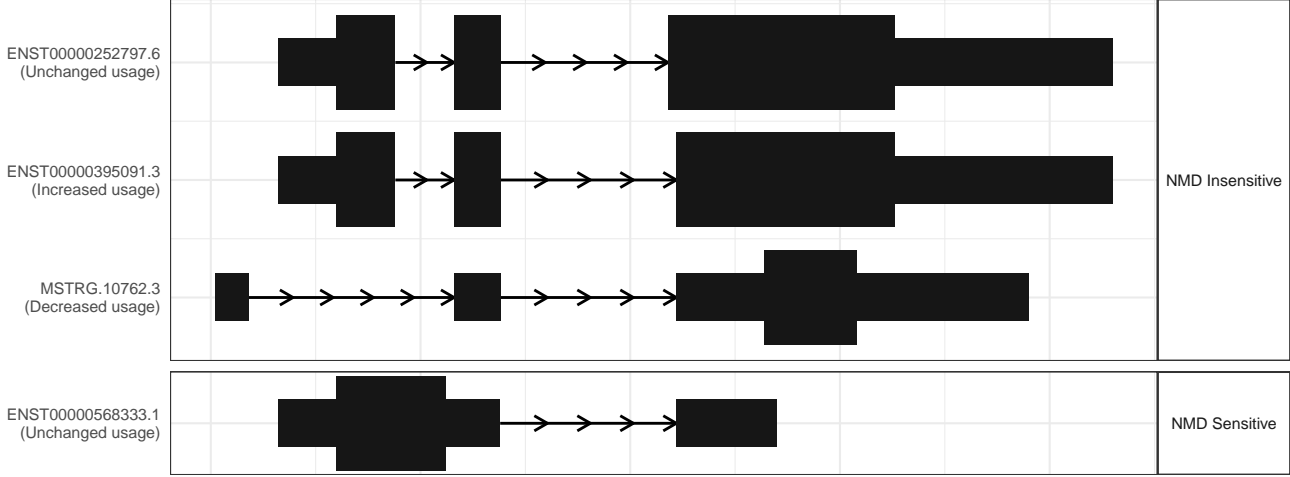 ENST00000252797.6
(Unchanged usage)
ENST00000395091.3
(Increased usage)
NMD Insensitive
MSTRG.10762.3
(Decreased usage)
ENST00000568333.1
(Unchanged usage)
NMD Sensitive